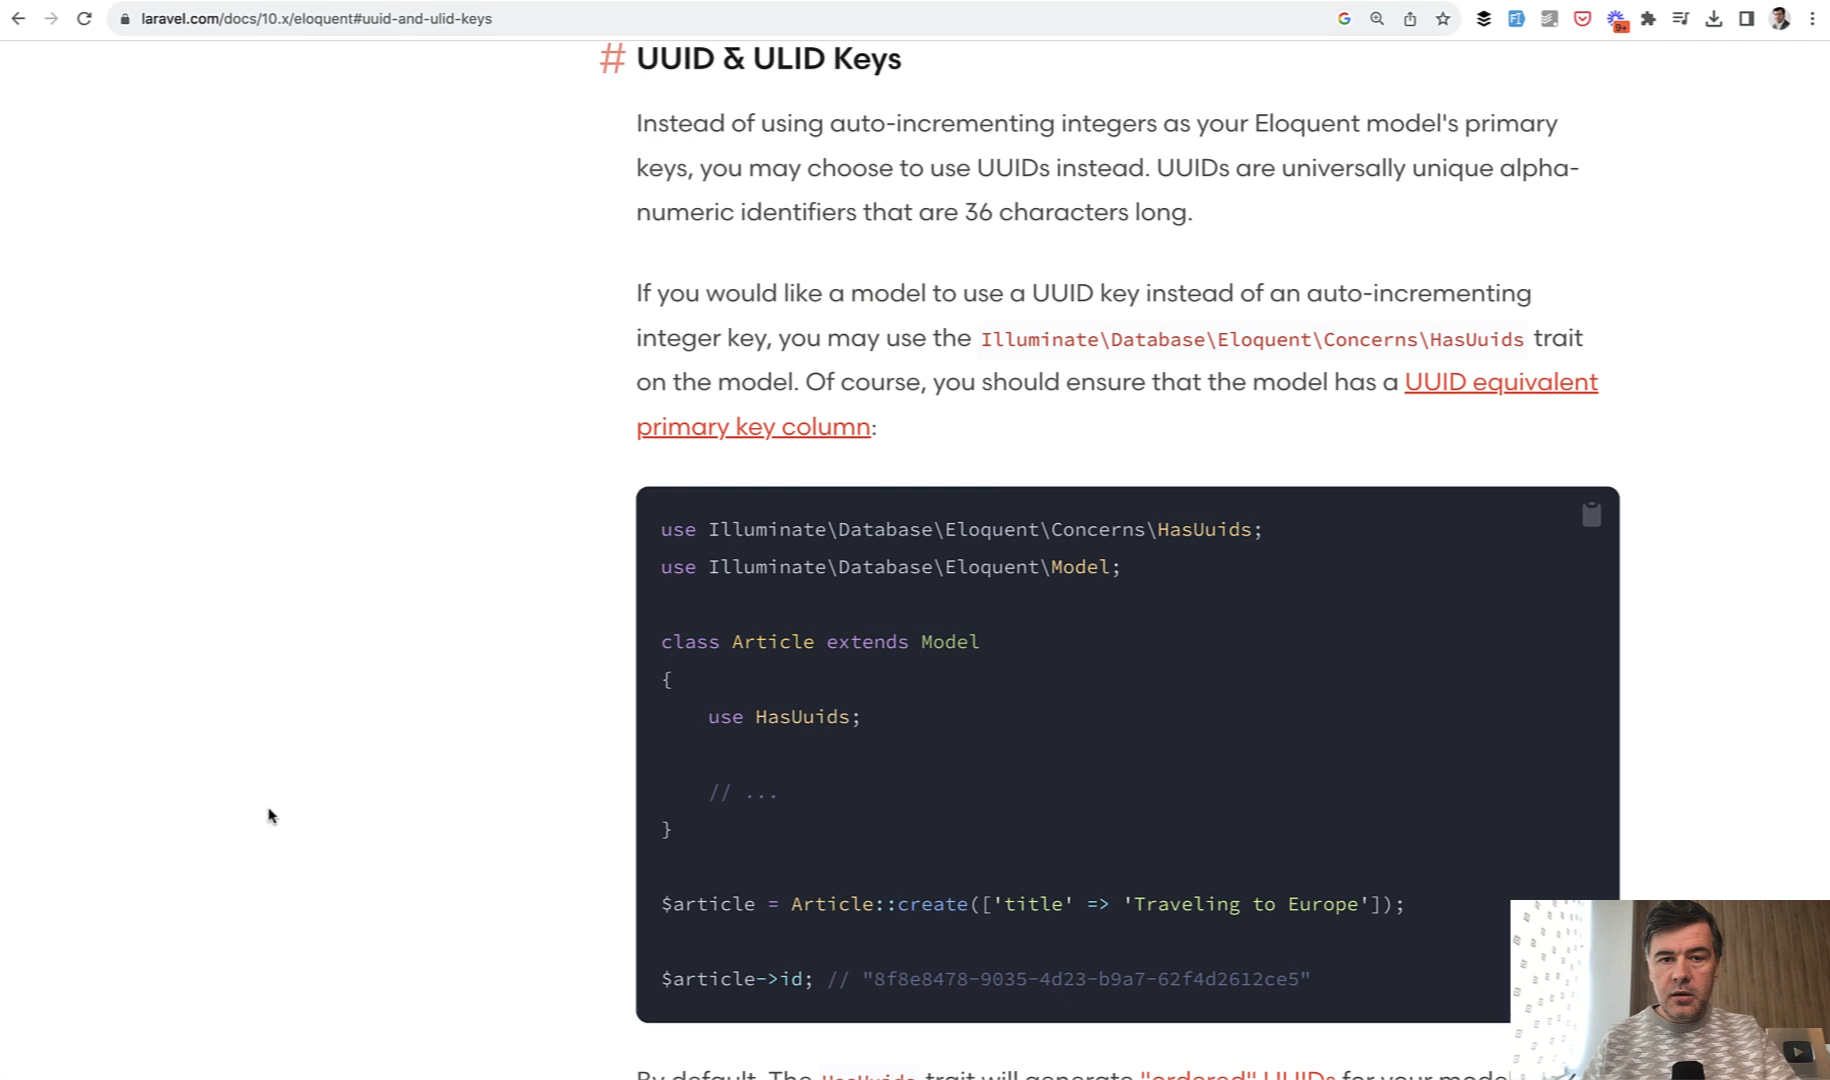 laravel.com/docs/10.x/eloquent#uuid-and-ulid-keys
9+
# UUID & ULID Keys
Instead of using auto-incrementing integers as your Eloquent model's primary
keys, you may choose to use UUIDs instead. UUIDs are universally unique alpha-
numeric identifiers that are 36 characters long.
If you would like a model to use a UUID key instead of an auto-incrementing
integer key, you may use the Illuminate\Database\Eloquent\Concerns\HasUuids trait
on the model. Of course, you should ensure that the model has a UUID equivalent
primary key column:
use Illuminate\Database\Eloquent\Concerns\HasUuids;
use Illuminate\Database\Eloquent\Model;
class Article extends Model
{
    use HasUuids;
    // ...
}
$article = Article::create(['title' => 'Traveling to Europe']);
$article->id; // "8f8e8478-9035-4d23-b9a7-62f4d2612ce5"
By default, The HasUuids trait will generate "ordered" UUIDs for your model